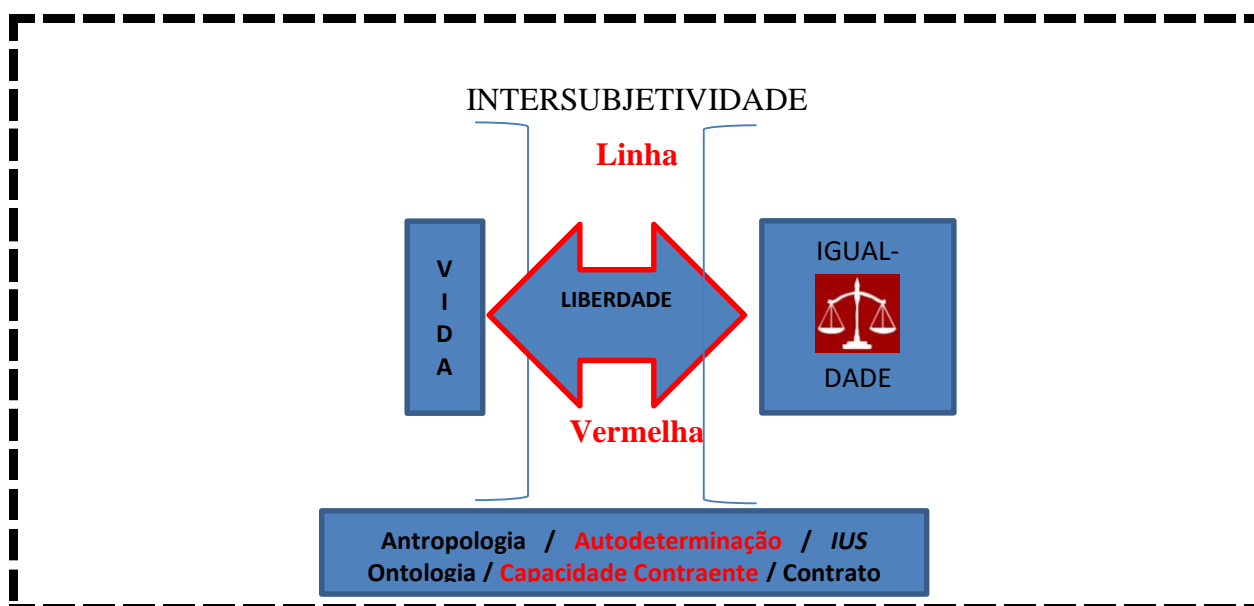 INTERSUBJETIVIDADE
Linha
V
I
D
A
LIBERDADE
IGUAL-
DADE
Vermelha
Antropologia / Autodeterminação / IUS
Ontologia / Capacidade Contraente / Contrato